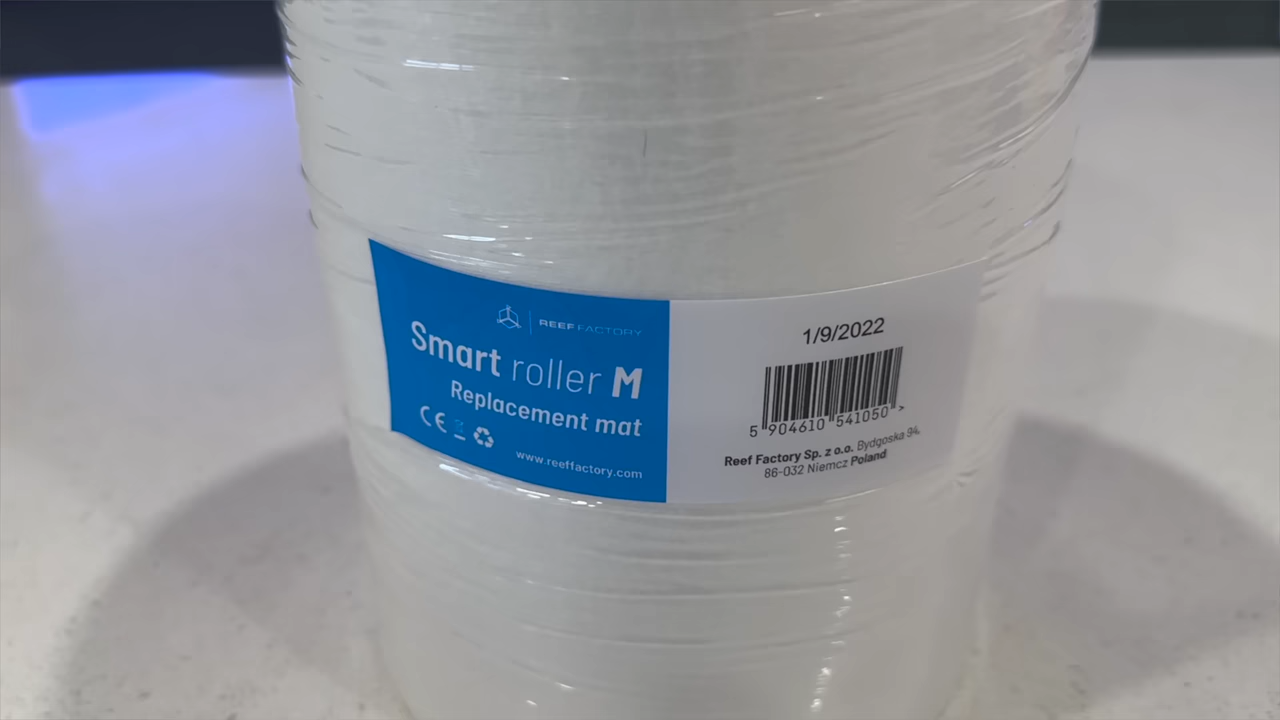 REEF FACTORY
Smart roller M
Replacement mat
CE
www.reeffactory.com
1/9/2022
5 904610 541050 >
Reef Factory Sp. z o.o. Bydgoska 94,
86-032 Niemcz Poland